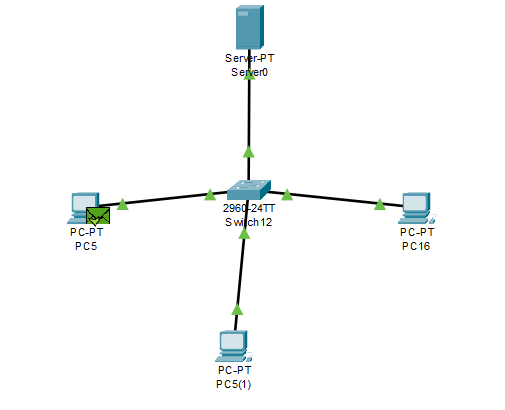 Server-PT
Server0
2960-24TT
Switch12
PC-PT
PC5
PC-PT
PC16
PC-PT
PC5(1)